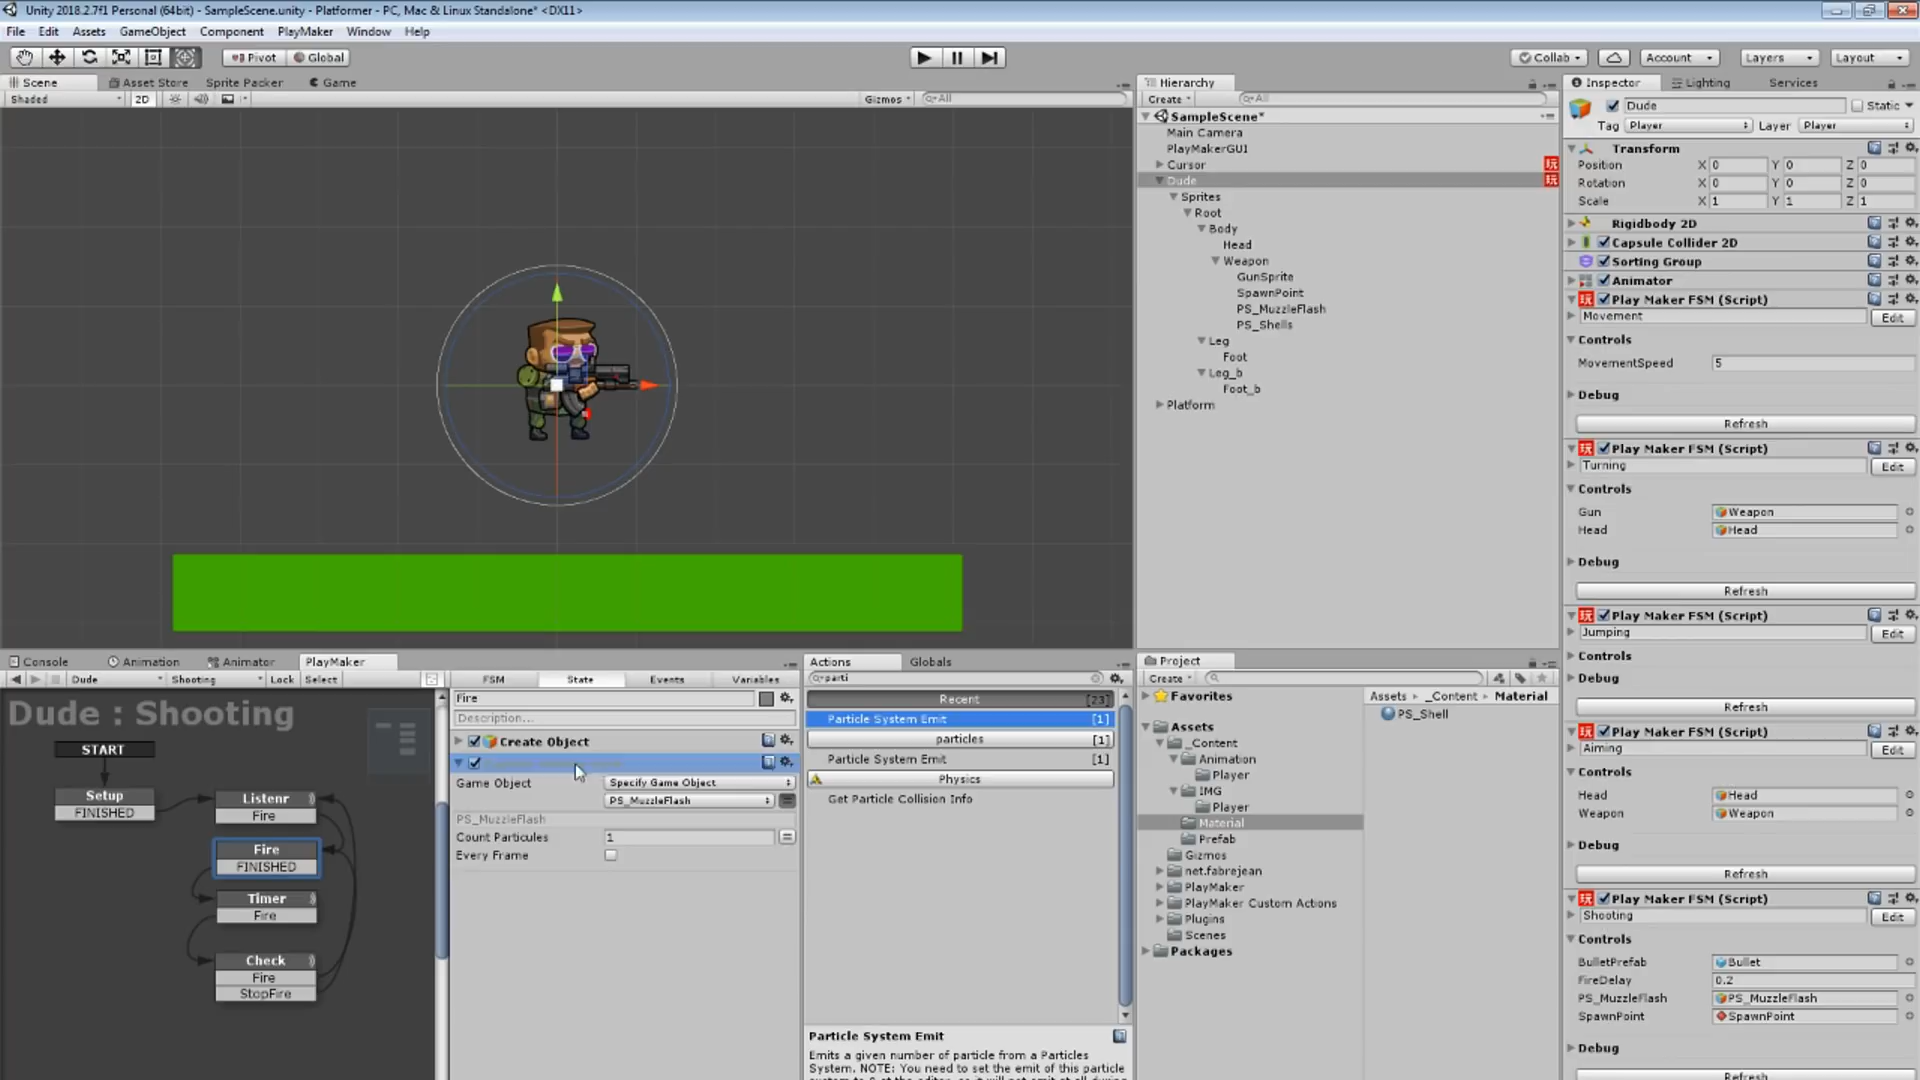 Unity 2018.2.7f1 Personal (64bit) - SampleScene.unity - Platformer - PC, Mac & Linux Standalone* <DX11>
File Edit Assets GameObject Component PlayMaker Window Help
Pivot Global
Collab Account Layers Layout
Scene Asset Store Sprite Packer Game
Shaded 2D Gizmos All
Hierarchy
Create All
SampleScene*
Main Camera
PlayMakerGUI
Cursor
Dude
Sprites
Root
Body
Head
Weapon
GunSprite
SpawnPoint
PS_MuzzleFlash
PS_Shells
Leg
Foot
Leg_b
Foot_b
Platform
Inspector Lighting Services
Dude Static
Tag Player Layer Player
Transform
Position X 0 Y 0 Z 0
Rotation X 0 Y 0 Z 0
Scale X 1 Y 1 Z 1
Rigidbody 2D
Capsule Collider 2D
Sorting Group
Animator
Play Maker FSM (Script)
Movement Edit
Controls
MovementSpeed 5
Debug
Refresh
Play Maker FSM (Script)
Turning Edit
Controls
Gun Weapon
Head Head
Debug
Refresh
Play Maker FSM (Script)
Jumping Edit
Controls
Debug
Refresh
Play Maker FSM (Script)
Aiming Edit
Controls
Head Head
Weapon Weapon
Debug
Refresh
Play Maker FSM (Script)
Shooting Edit
Controls
BulletPrefab Bullet
FireDelay 0.2
PS_MuzzleFlash PS_MuzzleFlash
SpawnPoint SpawnPoint
Debug
Refresh
Console Animation Animator PlayMaker
Dude Shooting Lock Select
Dude : Shooting
START
Setup
FINISHED
Listenr
Fire
Fire
FINISHED
Timer
Fire
Check
Fire
StopFire
FSM State Events Variables
Fire
Description...
Create Object
Game Object Specify Game Object
PS_MuzzleFlash
PS_MuzzleFlash
Count Particules 1
Every Frame
Actions Globals
parti
Recent [23]
Particle System Emit [1]
particles [1]
Particle System Emit [1]
Physics
Get Particle Collision Info
Particle System Emit
Emits a given number of particle from a Particles
System. NOTE: You need to set the emit of this particle
Project
Create
Favorites
Assets
_Content
Animation
Player
IMG
Player
Material
Prefab
Gizmos
net.fabrejean
PlayMaker
PlayMaker Custom Actions
Plugins
Scenes
Packages
Assets _Content Material
PS_Shell